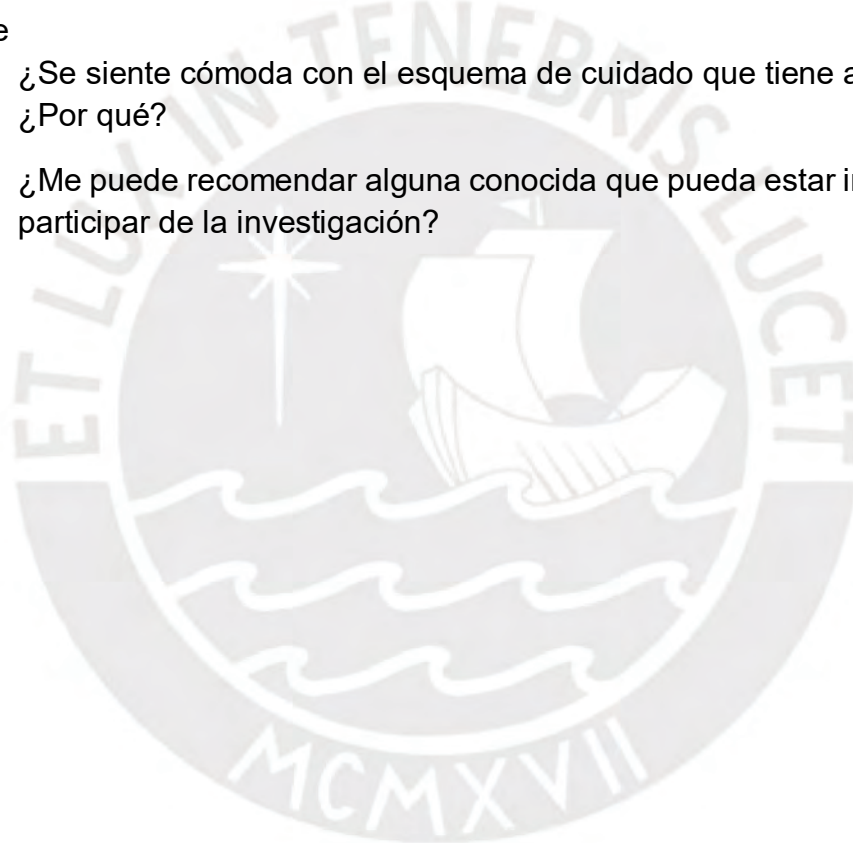 e
¿Se siente cómoda con el esquema de cuidado que tiene a
¿Por qué?
¿Me puede recomendar alguna conocida que pueda estar i
participar de la investigación?
ET LUX IN TENEBRIS LUCET
MCMXVII